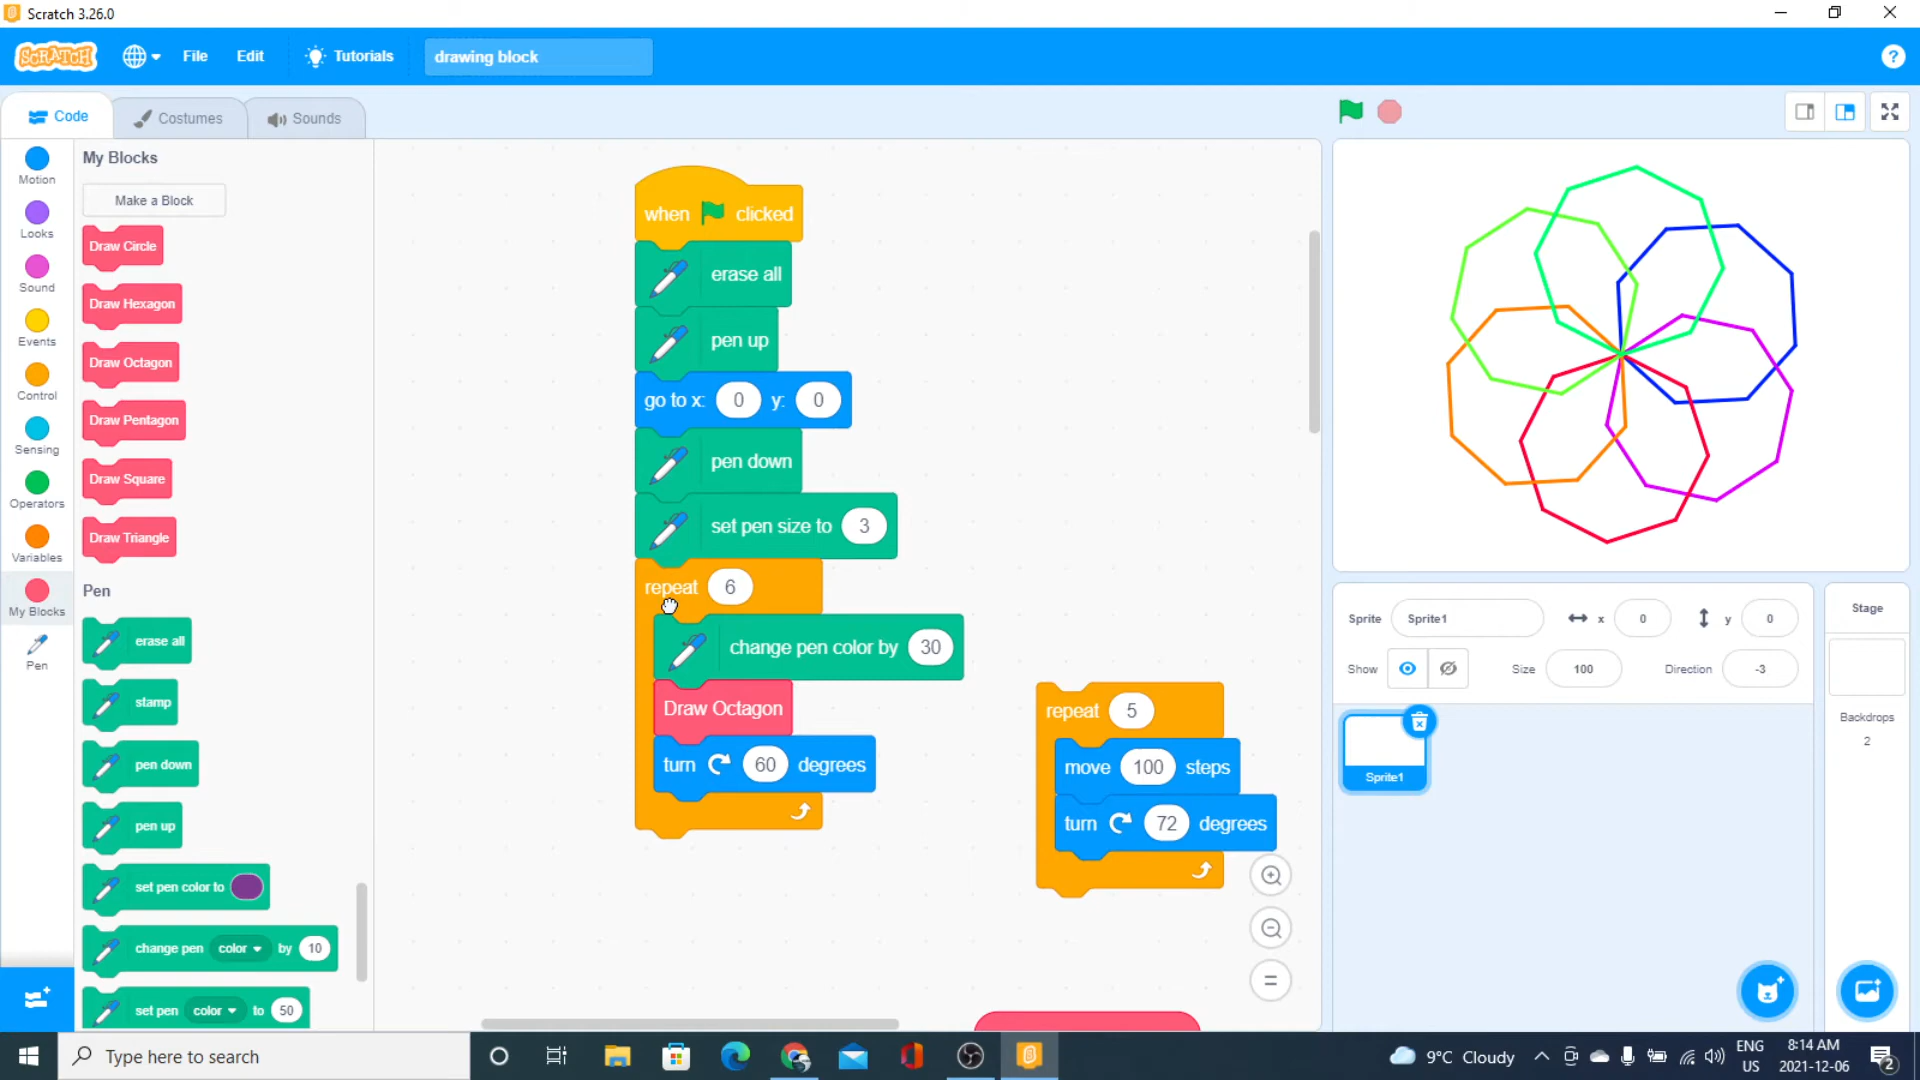 Scratch 3.26.0
SCRATCH
File
Edit
Tutorials
drawing block
?
Code
Costumes
Sounds
Motion
Looks
Sound
Events
Control
Sensing
Operators
Variables
My Blocks
Pen
My Blocks
Make a Block
Draw Circle
Draw Hexagon
Draw Octagon
Draw Pentagon
Draw Square
Draw Triangle
Pen
erase all
stamp
pen down
pen up
set pen color to
change pen color by 10
set pen color to 50
when clicked
erase all
pen up
go to x: 0 y: 0
pen down
set pen size to 3
repeat 6
change pen color by 30
Draw Octagon
turn 60 degrees
repeat 5
move 100 steps
turn 72 degrees
Sprite Sprite1 x 0 y 0
Show Size 100 Direction -3
Sprite1
Stage
Backdrops
2
Type here to search
9°C Cloudy
ENG
US
8:14 AM
2021-12-06
2